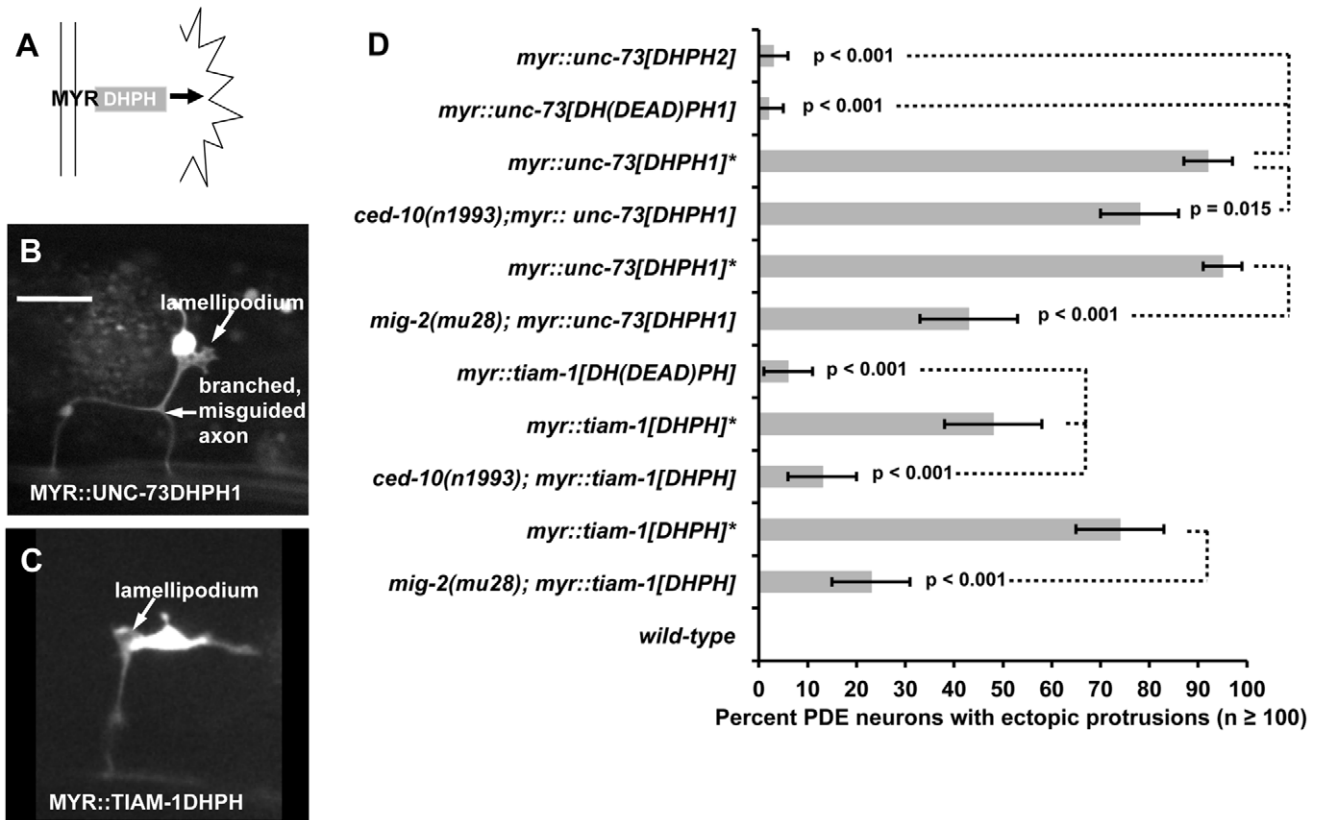 A
MYR DHPH
B
lamellipodium
branched,
misguided
axon
MYR::UNC-73DHPH1
C
lamellipodium
MYR::TIAM-1DHPH
D
myr::unc-73[DHPH2]
p < 0.001
myr::unc-73[DH(DEAD)PH1]
p < 0.001
myr::unc-73[DHPH1]*
ced-10(n1993);myr:: unc-73[DHPH1]
p = 0.015
myr::unc-73[DHPH1]*
mig-2(mu28); myr::unc-73[DHPH1]
p < 0.001
myr::tiam-1[DH(DEAD)PH]
p < 0.001
myr::tiam-1[DHPH]*
ced-10(n1993); myr::tiam-1[DHPH]
p < 0.001
myr::tiam-1[DHPH]*
mig-2(mu28); myr::tiam-1[DHPH]
p < 0.001
wild-type
0 10 20 30 40 50 60 70 80 90 100
Percent PDE neurons with ectopic protrusions (n ≥ 100)